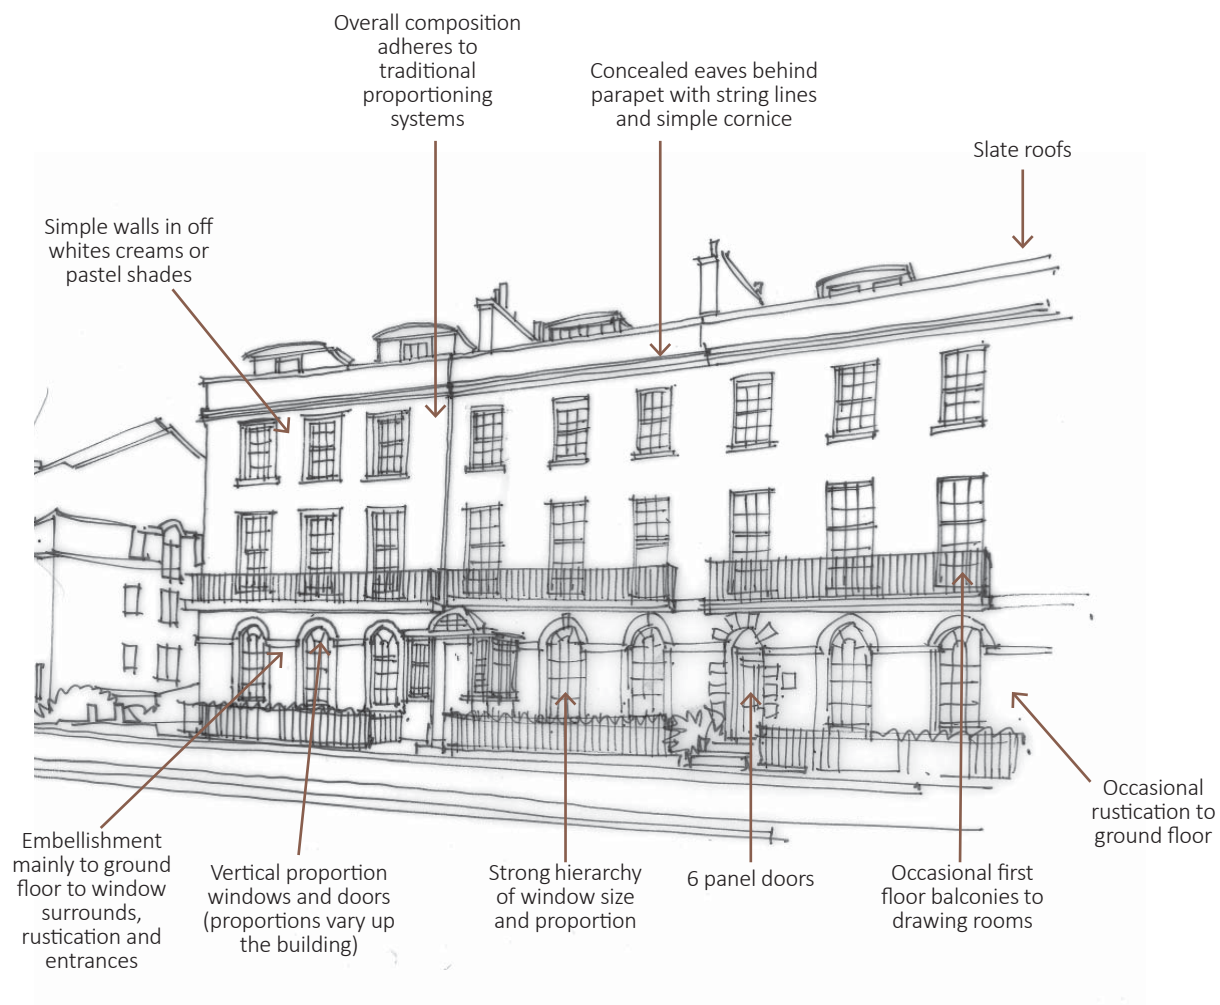 Overall composition
adheres to
traditional
proportioning
systems
Concealed eaves behind
parapet with string lines
and simple cornice
Slate roofs
Simple walls in off
whites creams or
pastel shades
Embellishment
mainly to ground
floor to window
surrounds,
rustication and
entrances
Vertical proportion
windows and doors
(proportions vary up
the building)
Strong hierarchy
of window size
and proportion
6 panel doors
Occasional first
floor balconies to
drawing rooms
Occasional
rustication to
ground floor